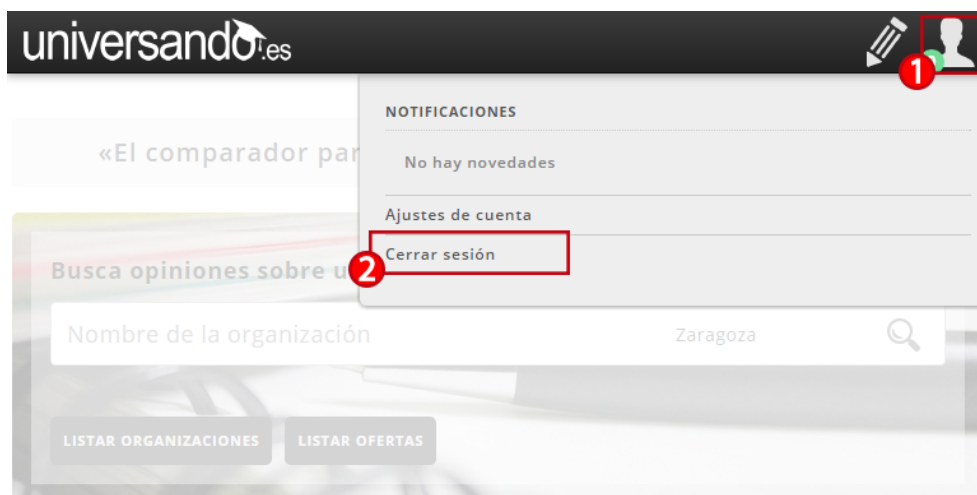 universando.es
1
NOTIFICACIONES
«El comparador par
No hay novedades
Ajustes de cuenta
2
Cerrar sesión
Busca opiniones sobre u
Nombre de la organización
Zaragoza
LISTAR ORGANIZACIONES
LISTAR OFERTAS